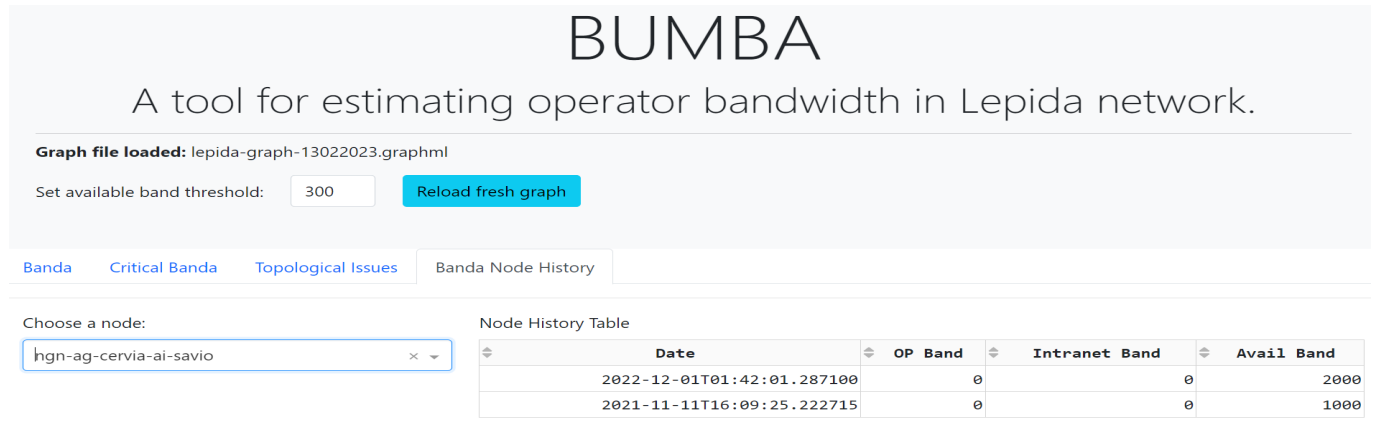 BUMBA
A tool for estimating operator bandwidth in Lepida network.
Graph file loaded: lepida-graph-13022023.graphml
Set available band threshold: 300 Reload fresh graph
Banda Critical Banda Topological Issues Banda Node History
Choose a node: Node History Table
ngn-ag-cervia-ai-savio ×
Date OP Band Intranet Band Avail Band
2022-12-01T01:42:01.287100 0 0 2000
2021-11-11T16:09:25.222715 0 0 1000